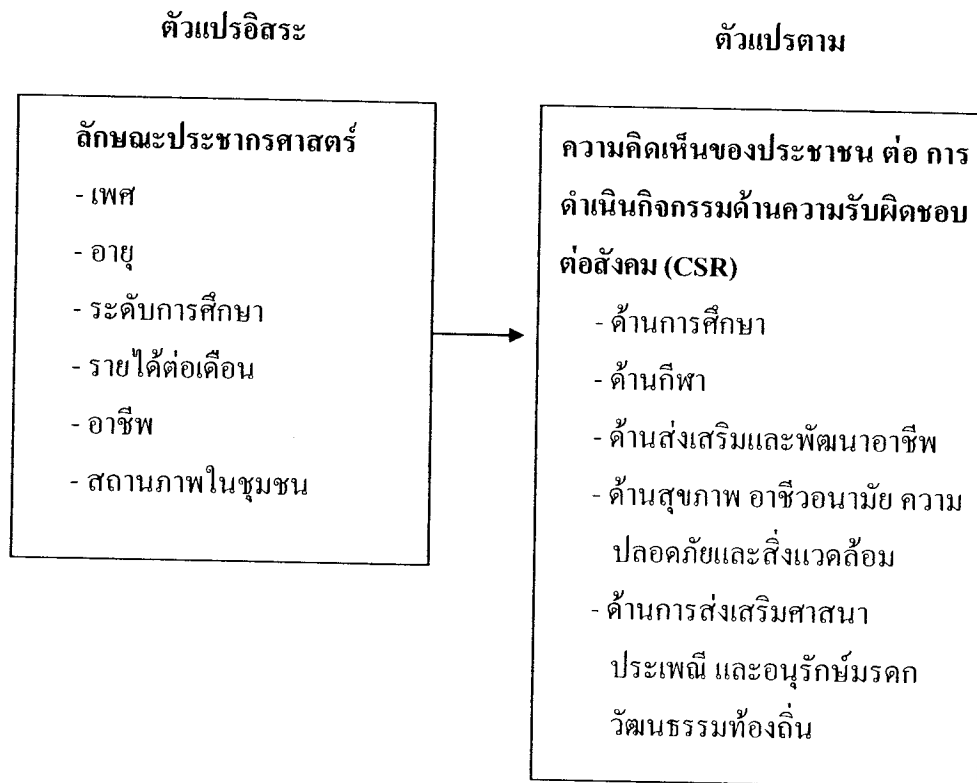 ตัวแปรอิสระ
ลักษณะประชากรศาสตร์
- เพศ
- อายุ
- ระดับการศึกษา
- รายได้ต่อเดือน
- อาชีพ
- สถานภาพในชุมชน
ตัวแปรตาม
ความคิดเห็นของประชาชน ต่อ การ
ดำเนินกิจกรรมด้านความรับผิดชอบ
ต่อสังคม (CSR)
- ด้านการศึกษา
- ด้านกีฬา
- ด้านส่งเสริมและพัฒนาอาชีพ
- ด้านสุขภาพ อาชีวอนามัย ความ
ปลอดภัยและสิ่งแวดล้อม
- ด้านการส่งเสริมศาสนา
ประเพณี และอนุรักษ์มรดก
วัฒนธรรมท้องถิ่น